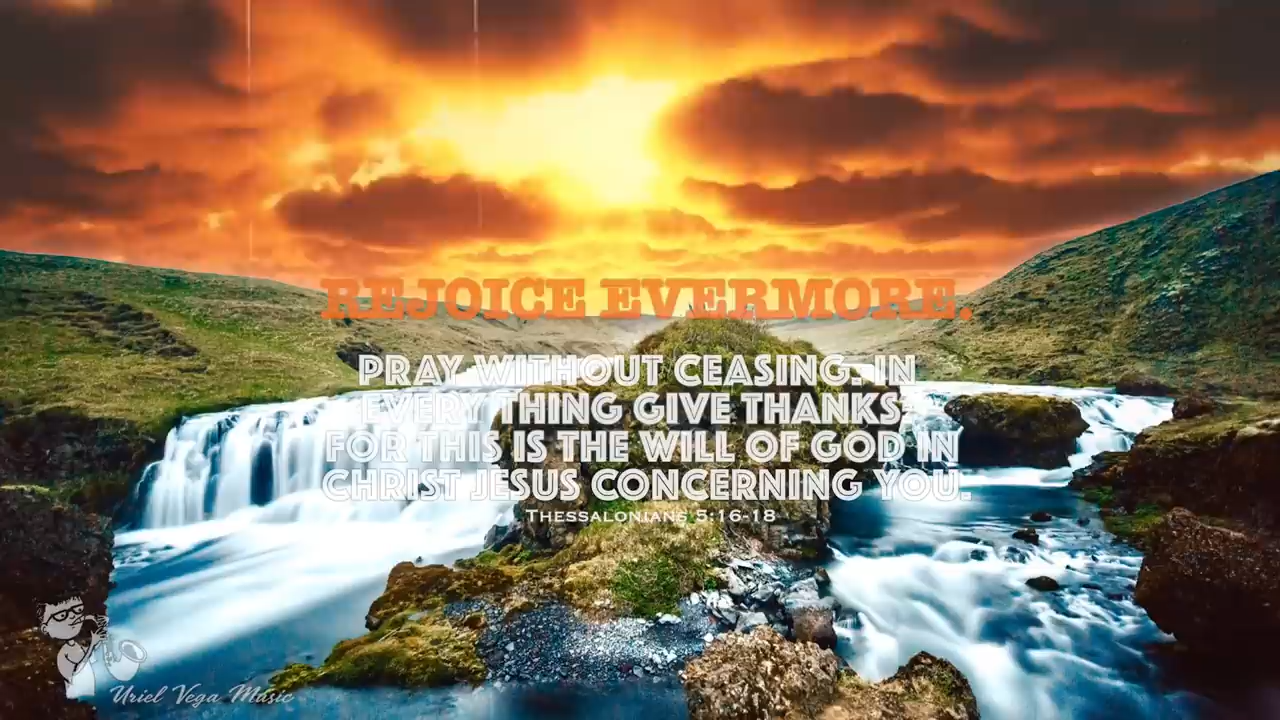 REJOICE EVERMORE.
PRAY WITHOUT CEASING. IN
EVERY THING GIVE THANKS
FOR THIS IS THE WILL OF GOD IN
CHRIST JESUS CONCERNING YOU.
THESSALONIANS 5:16-18
Uriel Vega Music